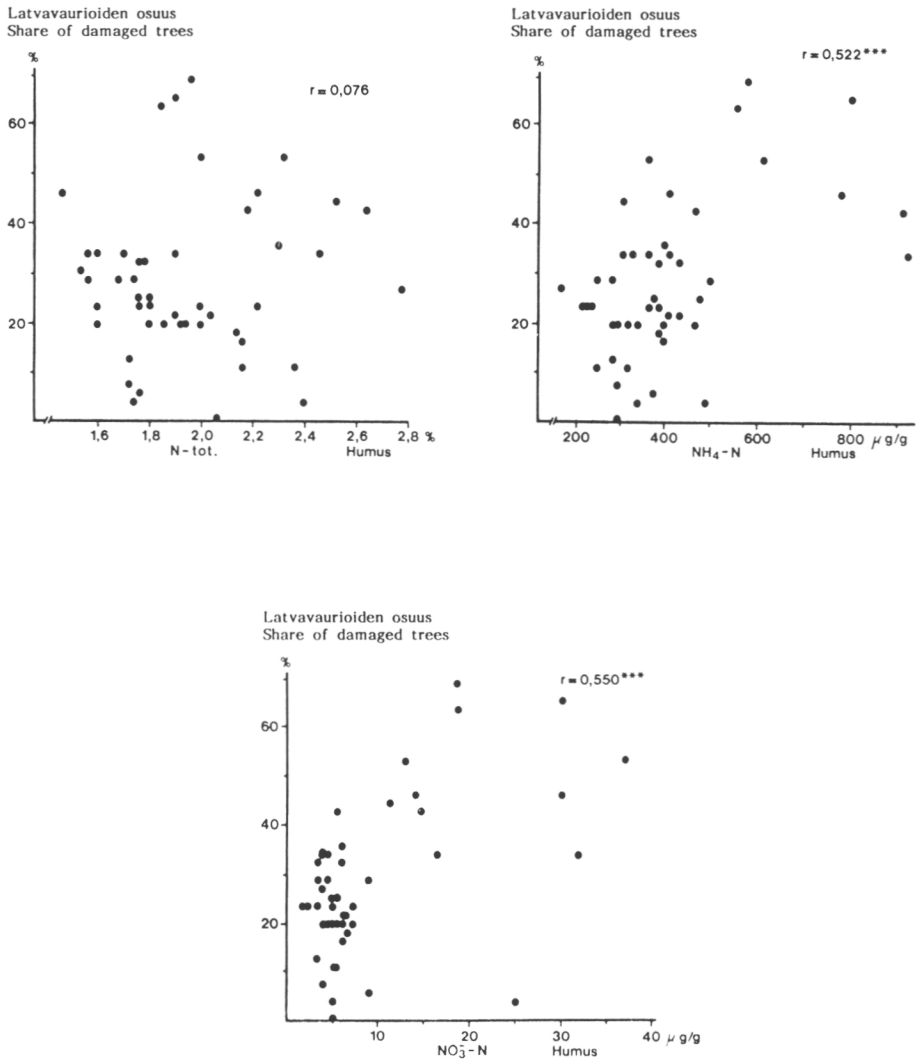 Latvavaurioiden osuus
Share of damaged trees
%
r = 0,076
60
40
20
1,6 1,8 2,0 2,2 2,4 2,6 2,8 %
N-tot. Humus
Latvavaurioiden osuus
Share of damaged trees
%
r = 0,522***
60
40
20
200 400 600 800 μg/g
NH₄-N Humus
Latvavaurioiden osuus
Share of damaged trees
%
r = 0,550***
60
40
20
10 20 30 40 μg/g
NO₃⁻-N Humus